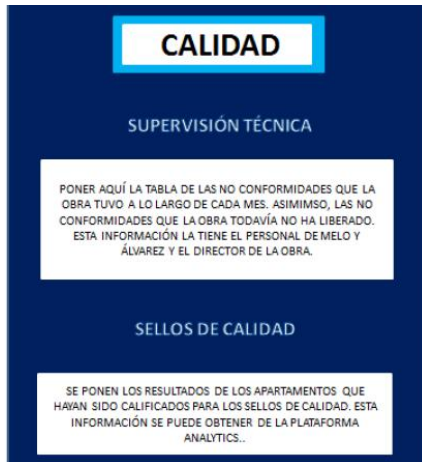 CALIDAD
SUPERVISIÓN TÉCNICA
PONER AQUÍ LA TABLA DE LAS NO CONFORMIDADES QUE LA
OBRA TUVO A LO LARGO DE CADA MES. ASIMIMSO, LAS NO
CONFORMIDADES QUE LA OBRA TODAVÍA NO HA LIBERADO.
ESTA INFORMACIÓN LA TIENE EL PERSONAL DE MELO Y
ÁLVAREZ Y EL DIRECTOR DE LA OBRA.
SELLOS DE CALIDAD
SE PONEN LOS RESULTADOS DE LOS APARTAMENTOS QUE
HAYAN SIDO CALIFICADOS PARA LOS SELLOS DE CALIDAD. ESTA
INFORMACIÓN SE PUEDE OBTENER DE LA PLATAFORMA
ANALYTICS..